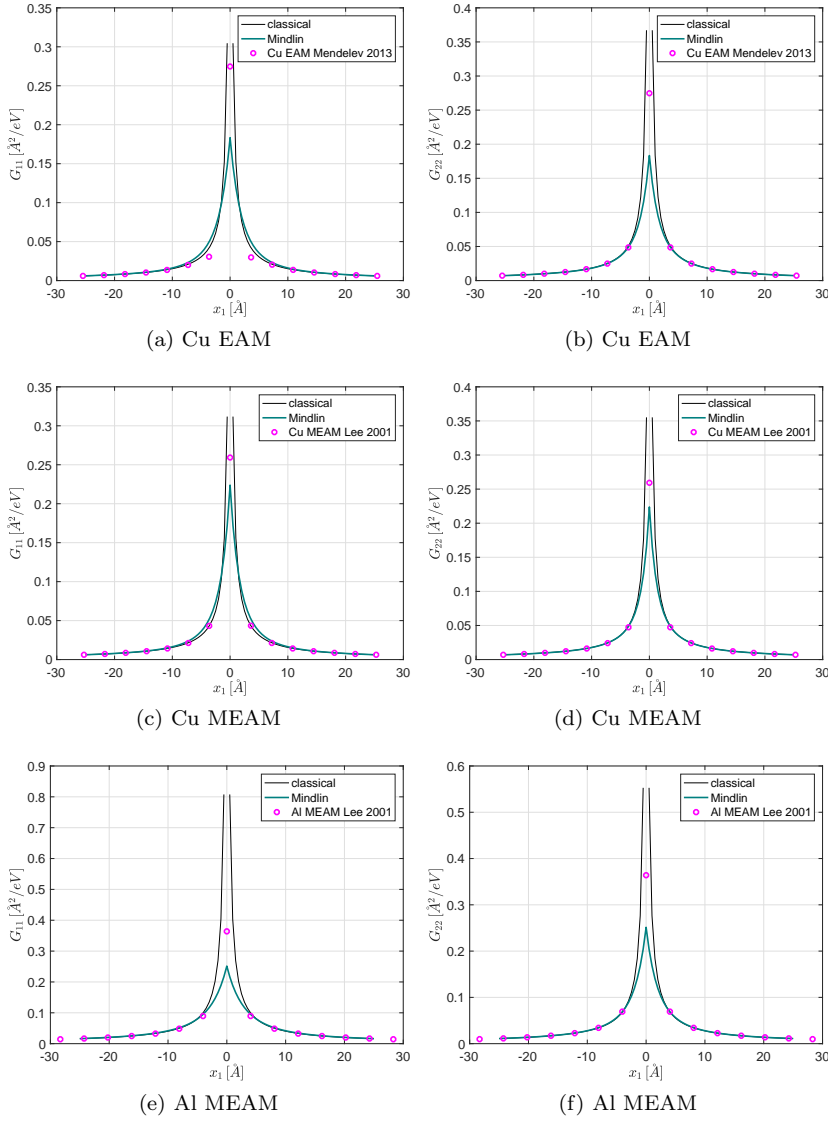 0.35
0.3
0.25
0.2
0.15
0.1
0.05
0
G₁₁ [Å²/eV]
classical
Mindlin
Cu EAM Mendelev 2013
-30 -20 -10 0 10 20 30
x₁ [Å]
(a) Cu EAM
0.4
0.35
0.3
0.25
0.2
0.15
0.1
0.05
0
G₂₂ [Å²/eV]
classical
Mindlin
Cu EAM Mendelev 2013
-30 -20 -10 0 10 20 30
x₁ [Å]
(b) Cu EAM
0.35
0.3
0.25
0.2
0.15
0.1
0.05
0
G₁₁ [Å²/eV]
classical
Mindlin
Cu MEAM Lee 2001
-30 -20 -10 0 10 20 30
x₁ [Å]
(c) Cu MEAM
0.4
0.35
0.3
0.25
0.2
0.15
0.1
0.05
0
G₂₂ [Å²/eV]
classical
Mindlin
Cu MEAM Lee 2001
-30 -20 -10 0 10 20 30
x₁ [Å]
(d) Cu MEAM
0.9
0.8
0.7
0.6
0.5
0.4
0.3
0.2
0.1
0
G₁₁ [Å²/eV]
classical
Mindlin
Al MEAM Lee 2001
-30 -20 -10 0 10 20 30
x₁ [Å]
(e) Al MEAM
0.6
0.5
0.4
0.3
0.2
0.1
0
G₂₂ [Å²/eV]
classical
Mindlin
Al MEAM Lee 2001
-30 -20 -10 0 10 20 30
x₁ [Å]
(f) Al MEAM